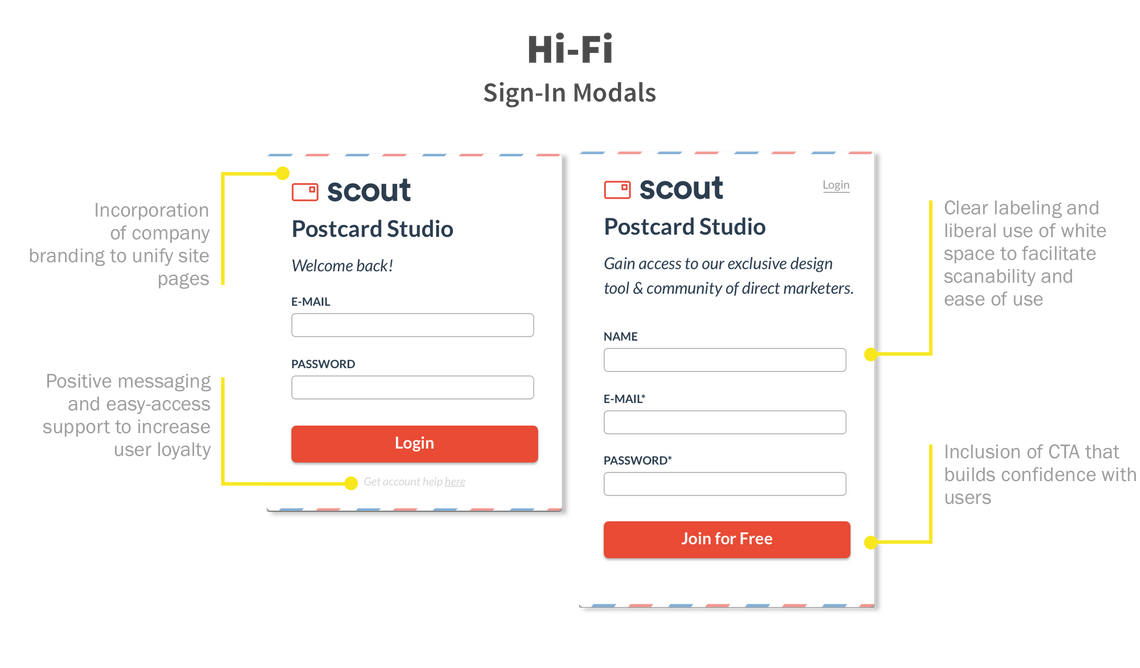 Hi-Fi
Sign-In Modals
Incorporation
of company
branding to unify site
pages
Positive messaging
and easy-access
support to increase
user loyalty
scout
Postcard Studio
Welcome back!
E-MAIL
PASSWORD
Login
Get account help here
scout
Login
Postcard Studio
Gain access to our exclusive design
tool & community of direct marketers.
NAME
E-MAIL*
PASSWORD*
Join for Free
Clear labeling and
liberal use of white
space to facilitate
scanability and
ease of use
Inclusion of CTA that
builds confidence with
users